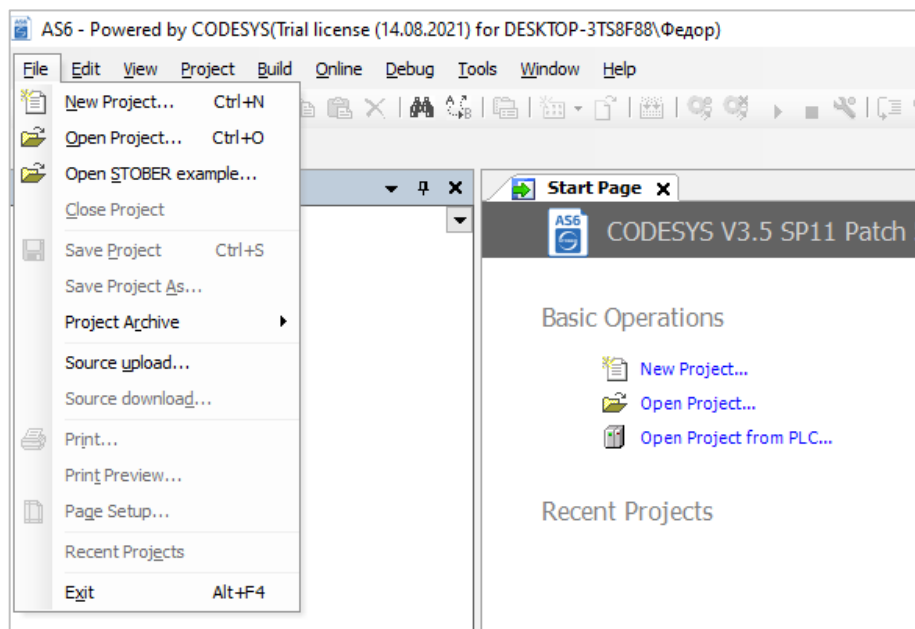 AS6 - Powered by CODESYS(Trial license (14.08.2021) for DESKTOP-3TS8F88\Федор)
File Edit View Project Build Online Debug Tools Window Help
New Project... Ctrl+N
Open Project... Ctrl+O
Open STOBER example...
Close Project
Save Project Ctrl+S
Save Project As...
Project Archive
Source upload...
Source download...
Print...
Print Preview...
Page Setup...
Recent Projects
Exit Alt+F4
Start Page
AS6
CODESYS V3.5 SP11 Patch
Basic Operations
New Project...
Open Project...
Open Project from PLC...
Recent Projects